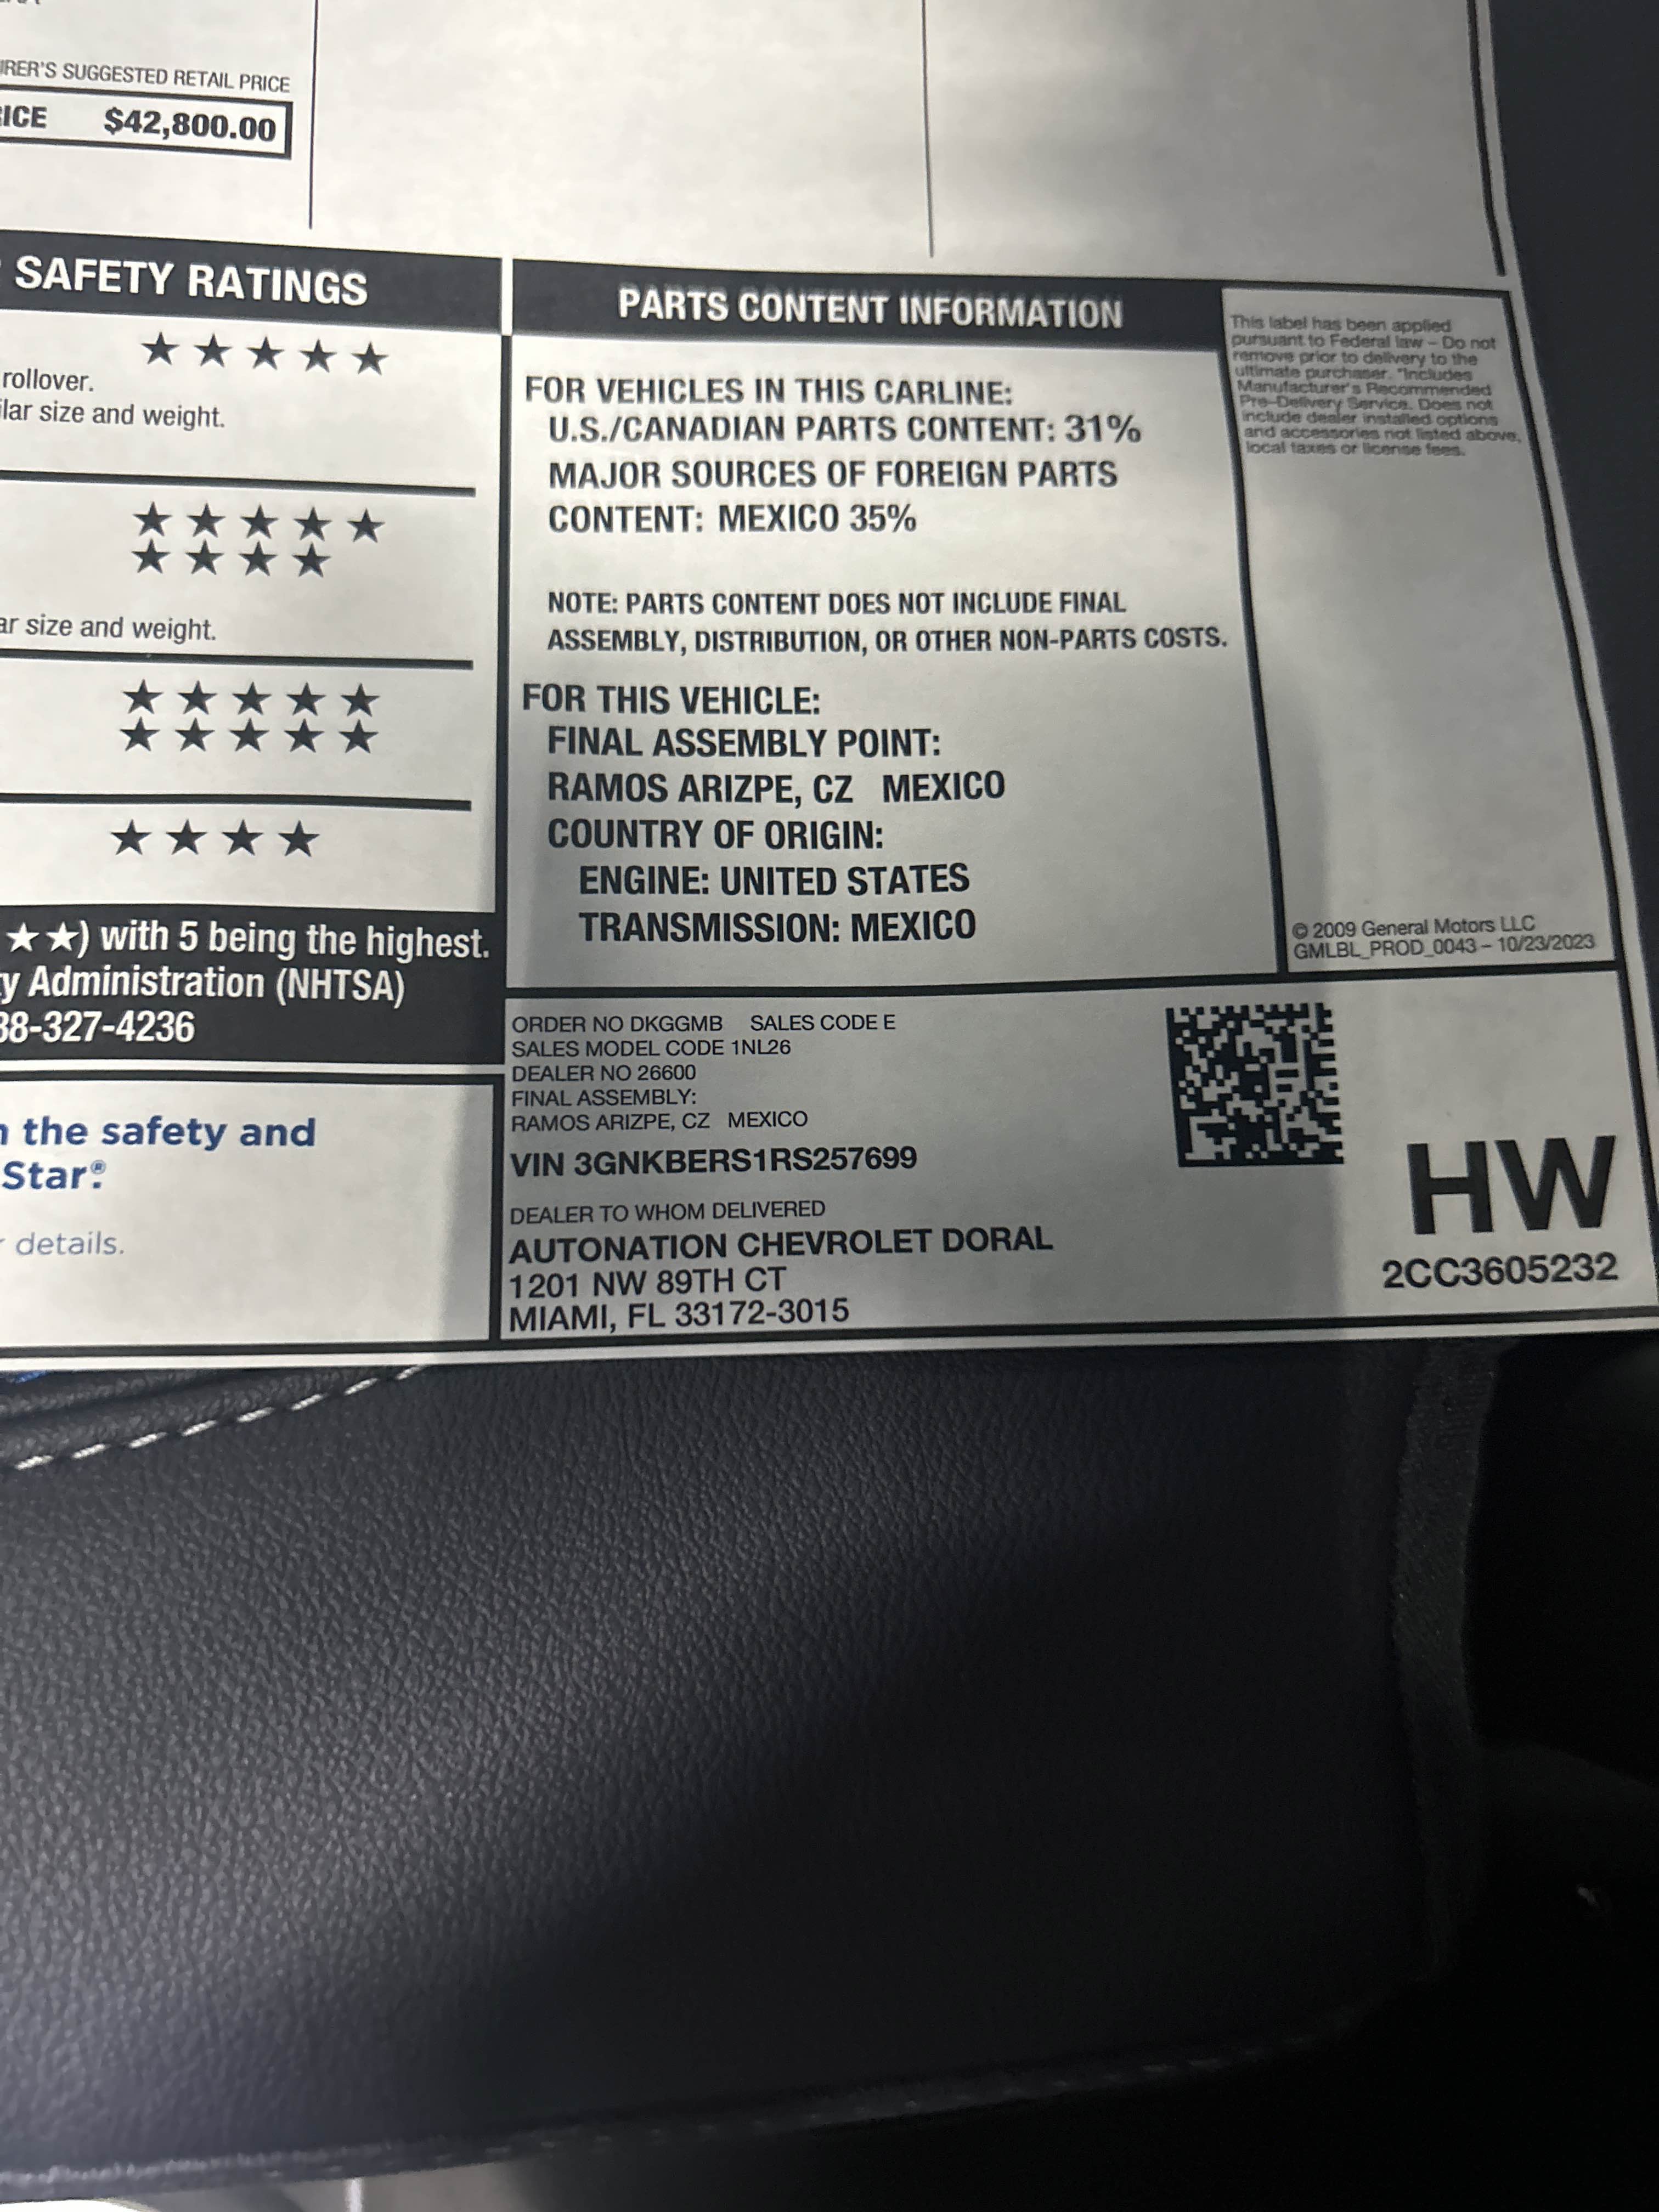 URER'S SUGGESTED RETAIL PRICE
ICE $42,800.00
SAFETY RATINGS
★★★★★
rollover.
ilar size and weight.
★★★★★
★★★★
ar size and weight.
★★★★★
★★★★★
★★★★
★★) with 5 being the highest.
y Administration (NHTSA)
38-327-4236
n the safety and
Star®.
r details.
PARTS CONTENT INFORMATION
FOR VEHICLES IN THIS CARLINE:
U.S./CANADIAN PARTS CONTENT: 31%
MAJOR SOURCES OF FOREIGN PARTS
CONTENT: MEXICO 35%
NOTE: PARTS CONTENT DOES NOT INCLUDE FINAL
ASSEMBLY, DISTRIBUTION, OR OTHER NON-PARTS COSTS.
FOR THIS VEHICLE:
FINAL ASSEMBLY POINT:
RAMOS ARIZPE, CZ MEXICO
COUNTRY OF ORIGIN:
ENGINE: UNITED STATES
TRANSMISSION: MEXICO
This label has been applied
pursuant to Federal law – Do not
remove prior to delivery to the
ultimate purchaser. *Includes
Manufacturer's Recommended
Pre-Delivery Service. Does not
include dealer installed options
and accessories not listed above,
local taxes or license fees.
© 2009 General Motors LLC
GMLBL_PROD_0043 – 10/23/2023
ORDER NO DKGGMB SALES CODE E
SALES MODEL CODE 1NL26
DEALER NO 26600
FINAL ASSEMBLY:
RAMOS ARIZPE, CZ MEXICO
VIN 3GNKBERS1RS257699
DEALER TO WHOM DELIVERED
AUTONATION CHEVROLET DORAL
1201 NW 89TH CT
MIAMI, FL 33172-3015
HW
2CC3605232